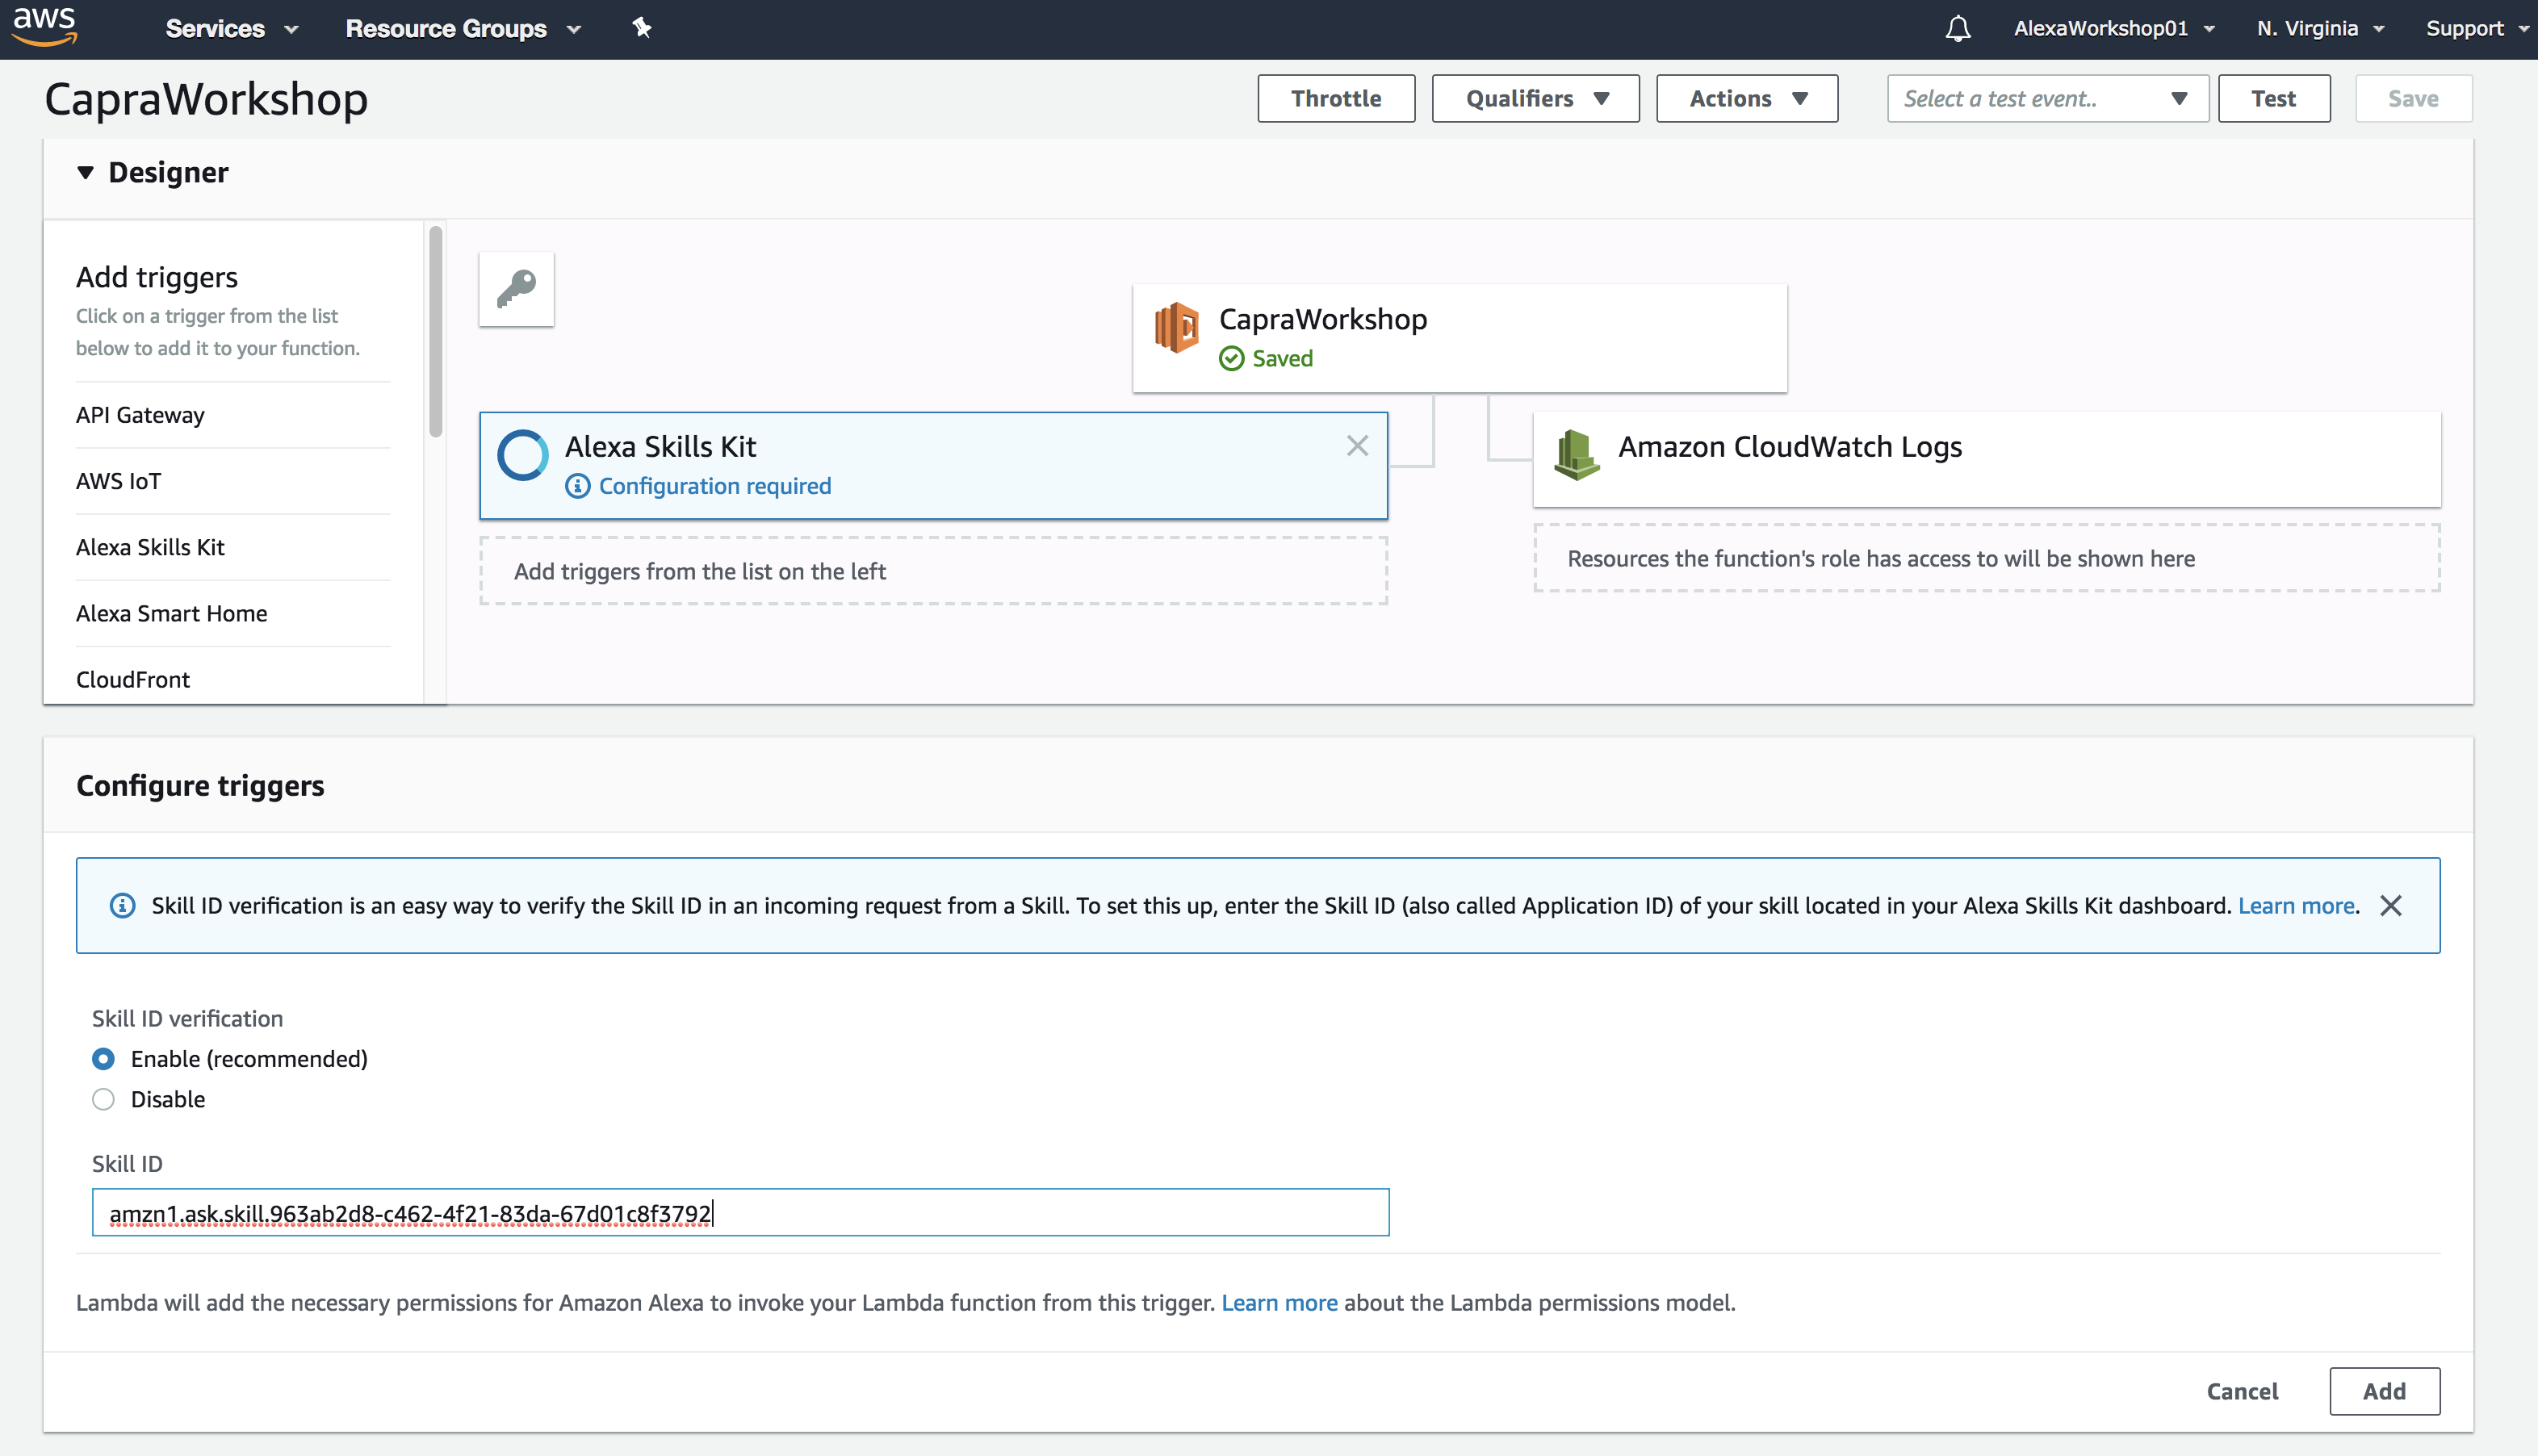 aws
Services
Resource Groups
AlexaWorkshop01
N. Virginia
Support
CapraWorkshop
Throttle
Qualifiers
Actions
Select a test event..
Test
Save
Designer
Add triggers
Click on a trigger from the list
below to add it to your function.
API Gateway
AWS IoT
Alexa Skills Kit
Alexa Smart Home
CloudFront
CapraWorkshop
Saved
Alexa Skills Kit
Configuration required
Add triggers from the list on the left
Amazon CloudWatch Logs
Resources the function's role has access to will be shown here
Configure triggers
Skill ID verification is an easy way to verify the Skill ID in an incoming request from a Skill. To set this up, enter the Skill ID (also called Application ID) of your skill located in your Alexa Skills Kit dashboard. Learn more.
Skill ID verification
Enable (recommended)
Disable
Skill ID
amzn1.ask.skill.963ab2d8-c462-4f21-83da-67d01c8f3792
Lambda will add the necessary permissions for Amazon Alexa to invoke your Lambda function from this trigger. Learn more about the Lambda permissions model.
Cancel
Add